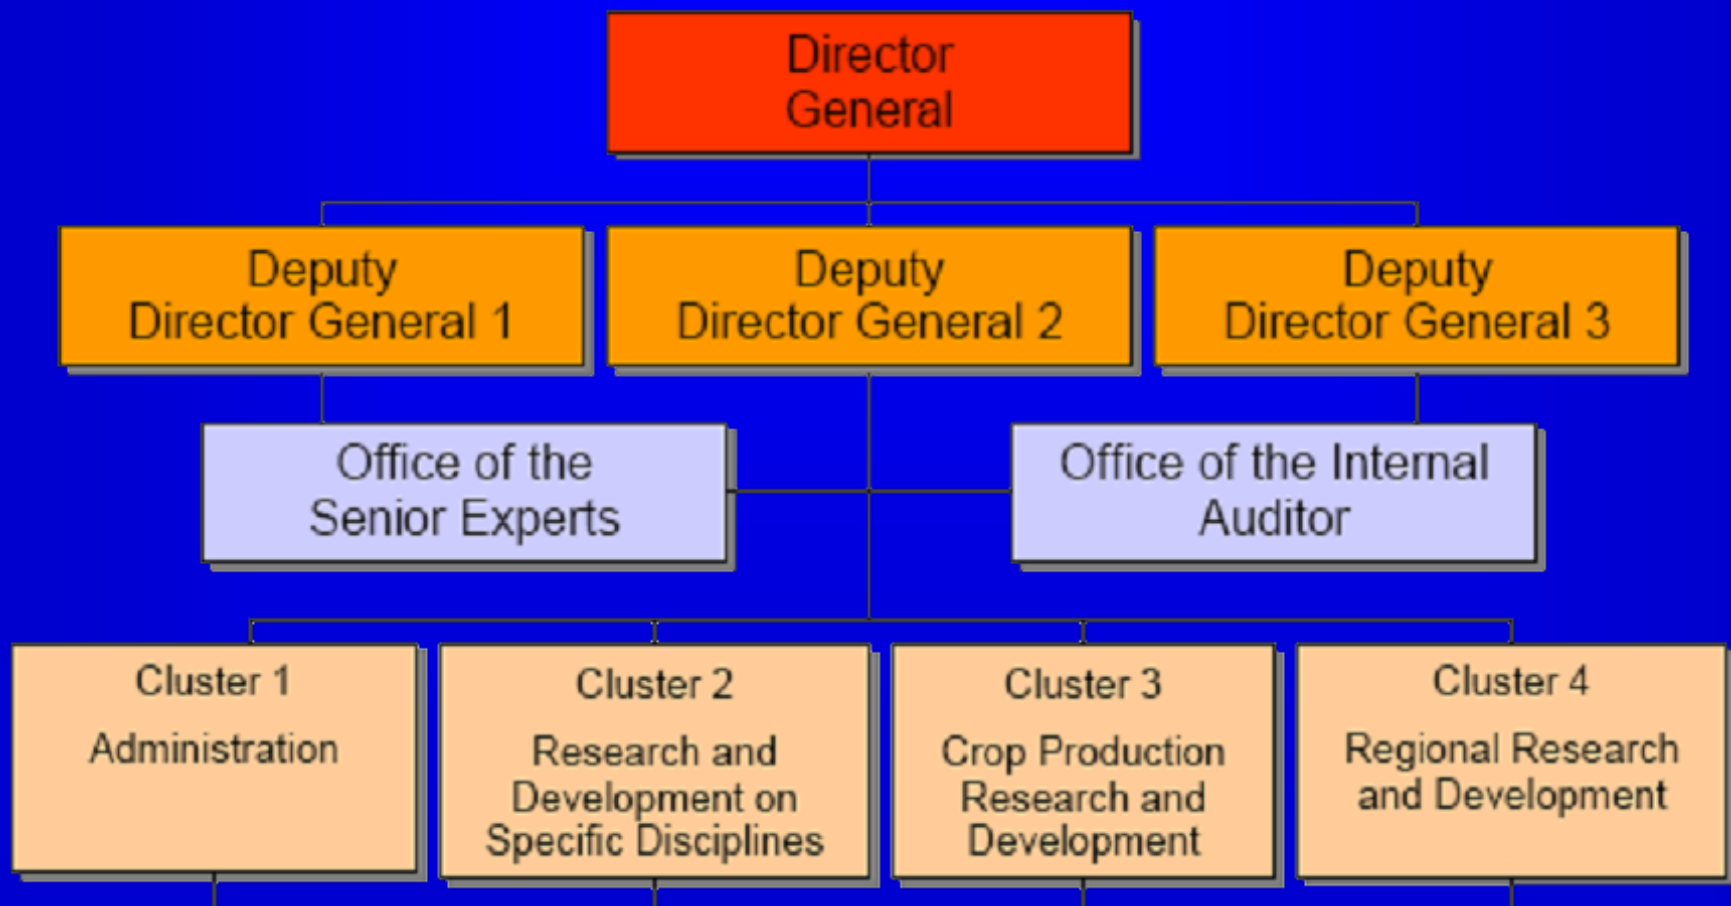 Director
General
Deputy
Director General 1
Deputy
Director General 2
Deputy
Director General 3
Office of the
Senior Experts
Office of the Internal
Auditor
Cluster 1
Administration
Cluster 2
Research and
Development on
Specific Disciplines
Cluster 3
Crop Production
Research and
Development
Cluster 4
Regional Research
and Development